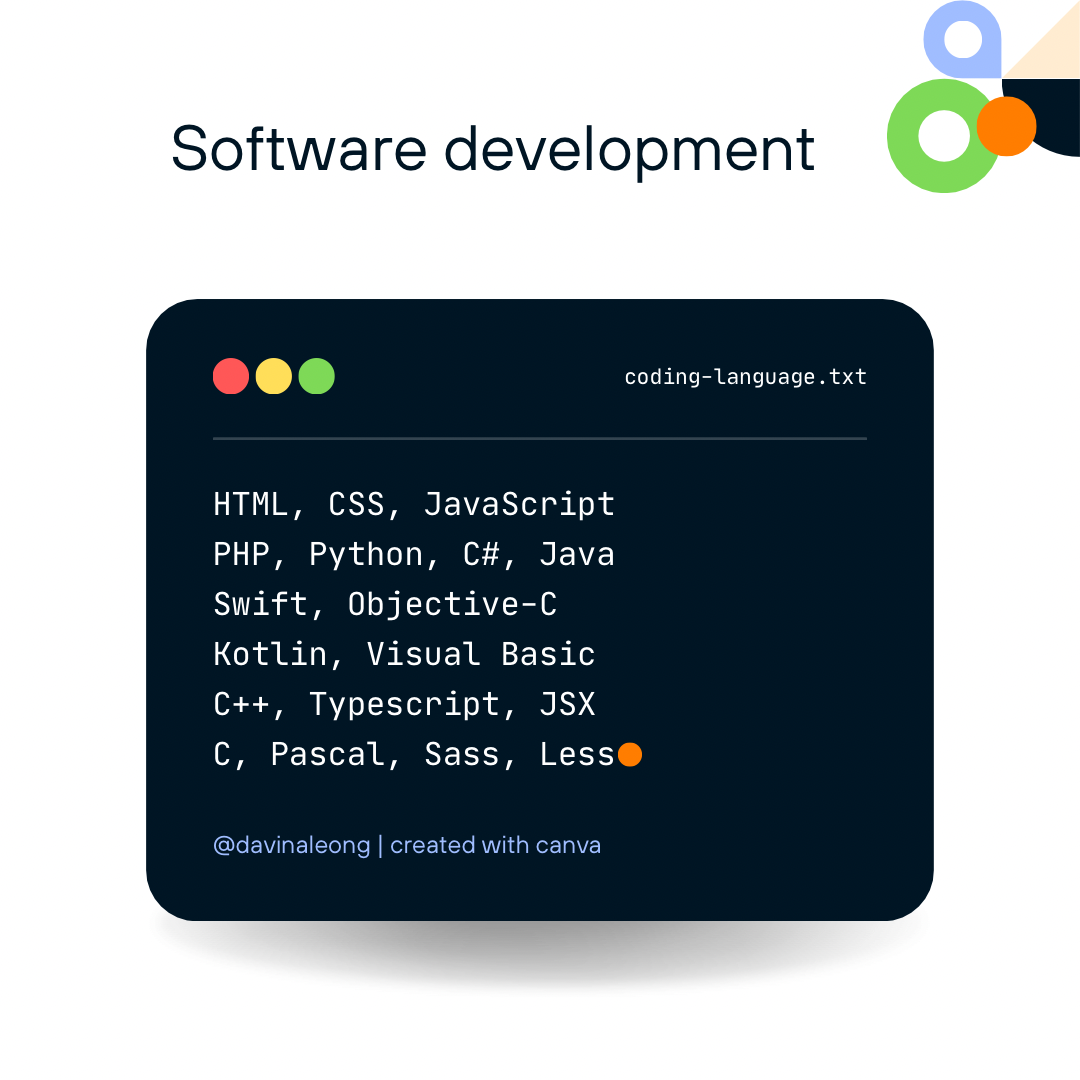 Software development
coding-language.txt
HTML, CSS, JavaScript
PHP, Python, C#, Java
Swift, Objective-C
Kotlin, Visual Basic
C++, Typescript, JSX
C, Pascal, Sass, Less
@davinaleong | created with canva